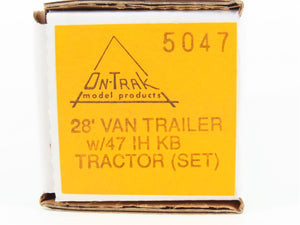 5047
ON-TRAK
model products
28' VAN TRAILER
w/47 IH KB
TRACTOR (SET)